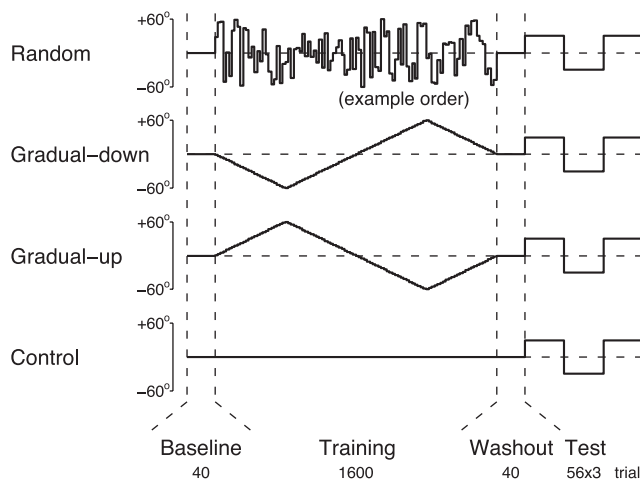 +60°
Random
−60°
(example order)
+60°
Gradual−down
−60°
+60°
Gradual−up
−60°
+60°
Control
−60°
Baseline Training Washout Test
40 1600 40 56x3 trial